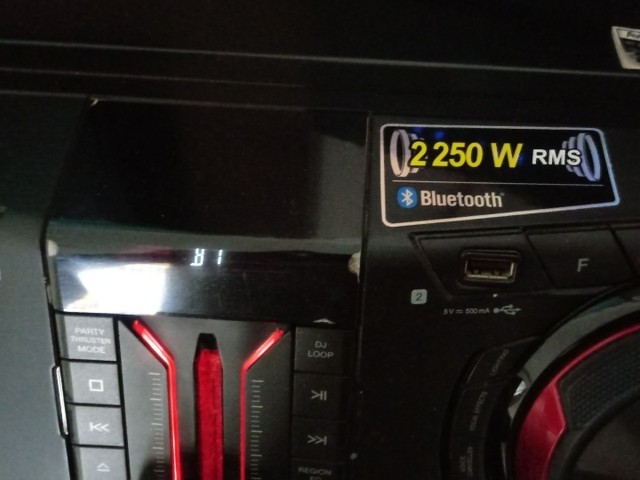 2250 W RMS
Bluetooth
F
2
5V ⎓ 500mA
PARTY
THRUSTER
MODE
DJ
LOOP
REGION